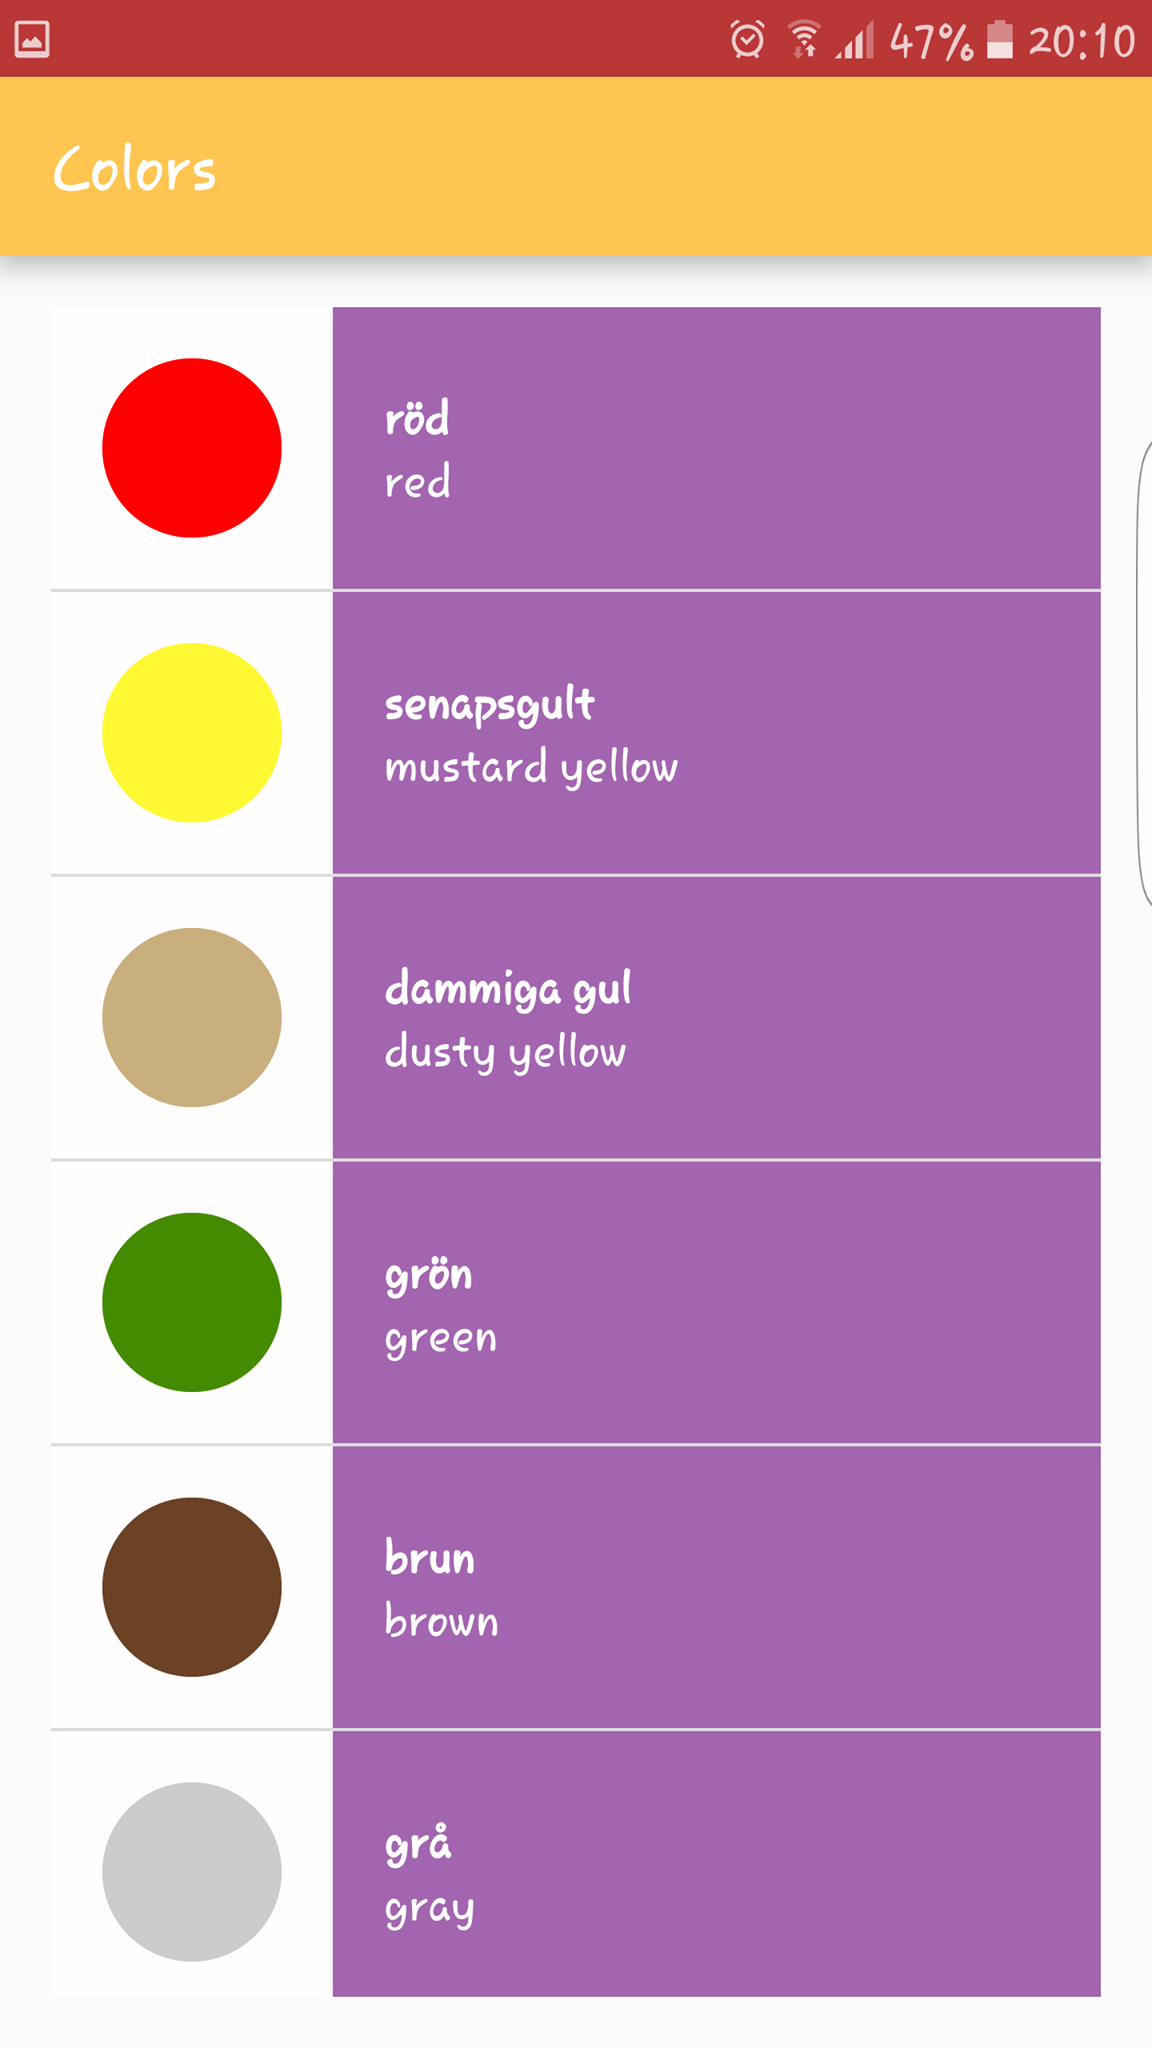 47% 20:10
Colors
röd
red
senapsgult
mustard yellow
dammiga gul
dusty yellow
grön
green
brun
brown
grå
gray